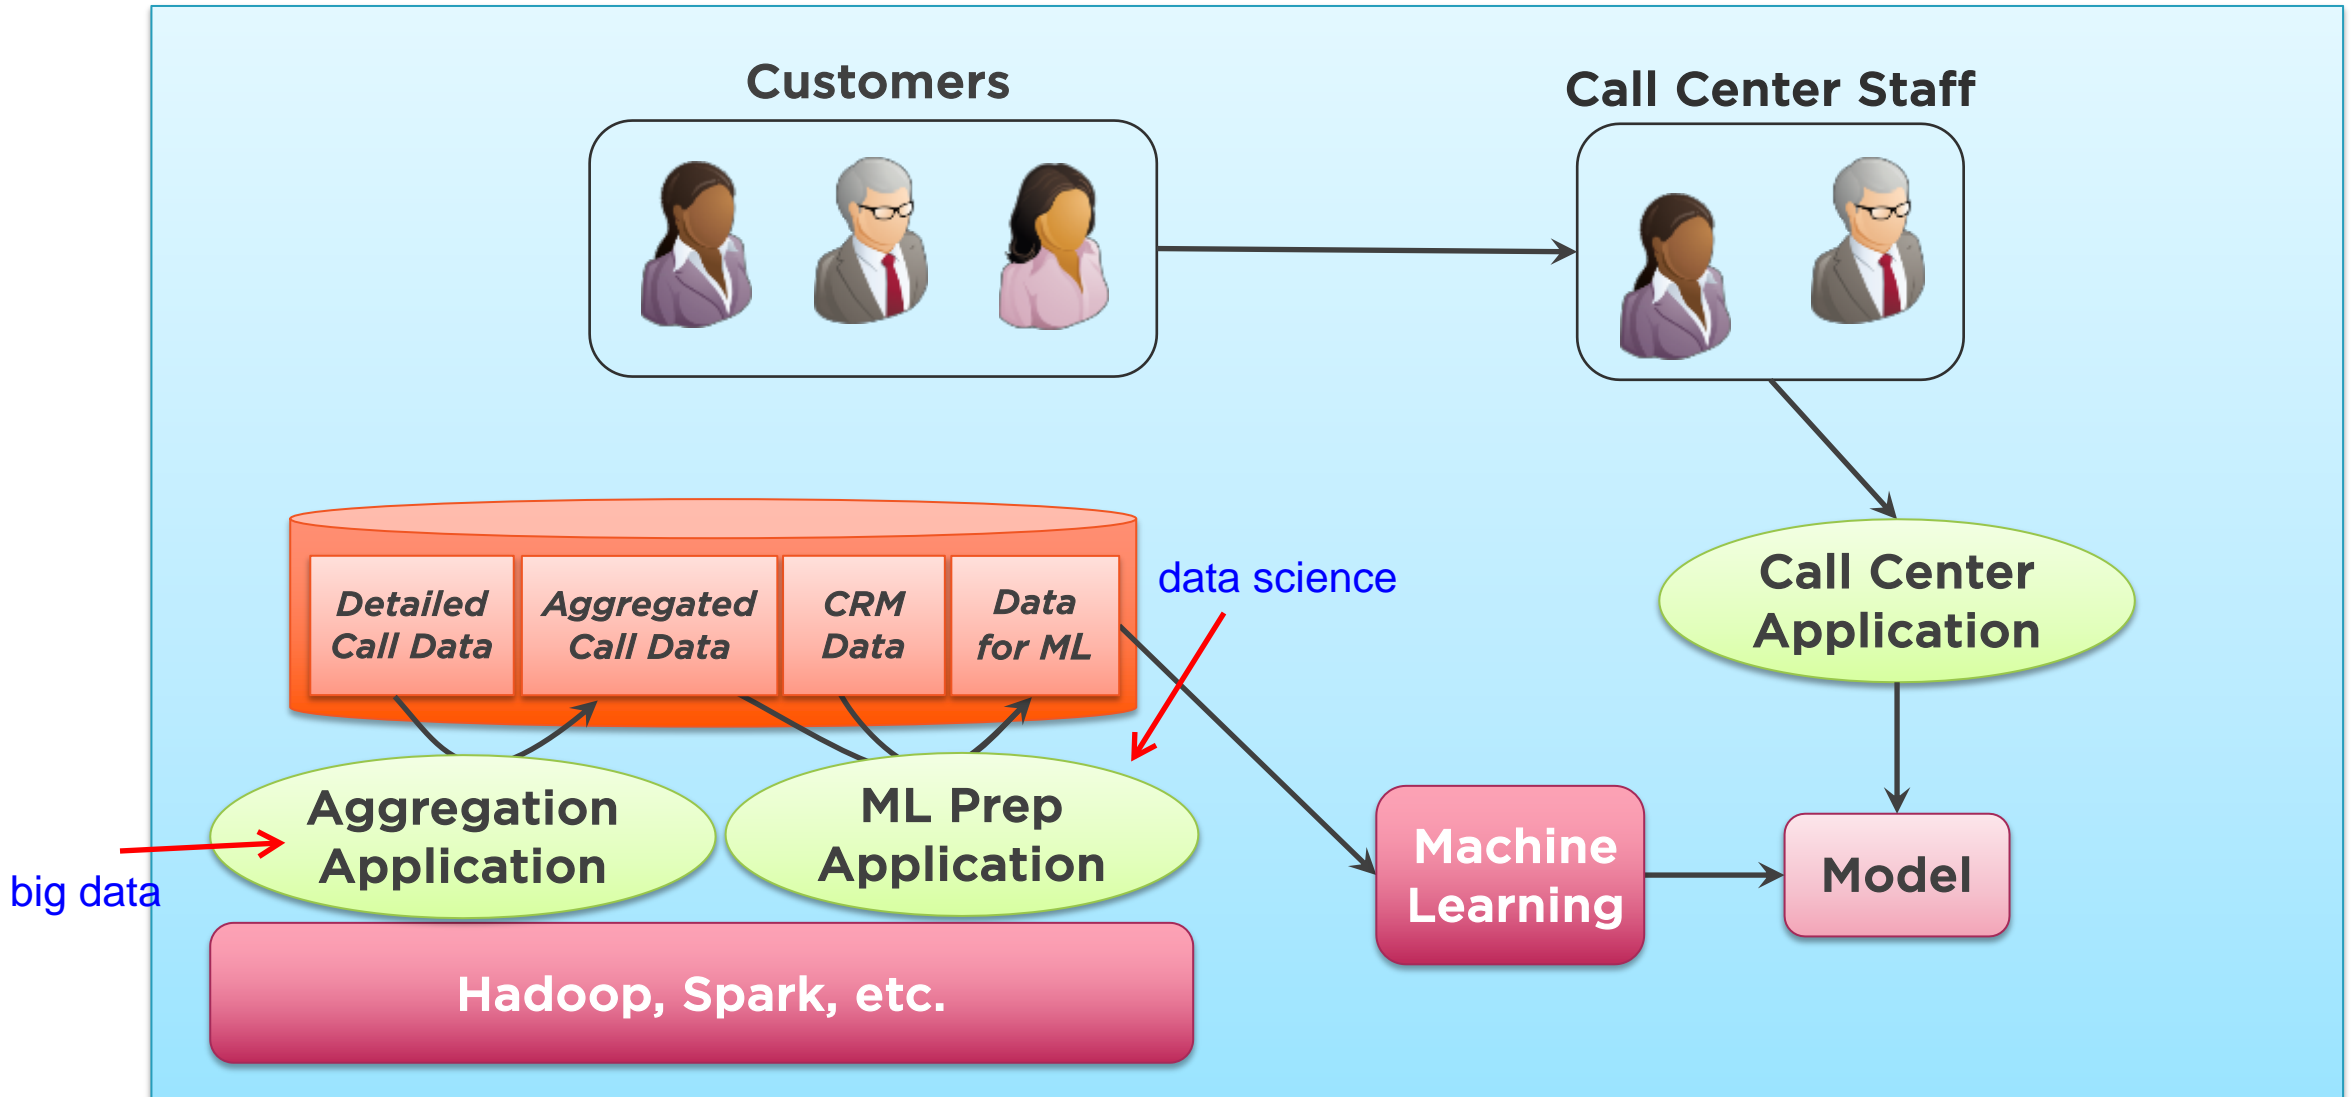 Customers
Call Center Staff
Detailed
Call Data
Aggregated
Call Data
CRM
Data
Data
for ML
data science
Call Center
Application
Aggregation
Application
ML Prep
Application
big data
Machine
Learning
Model
Hadoop, Spark, etc.